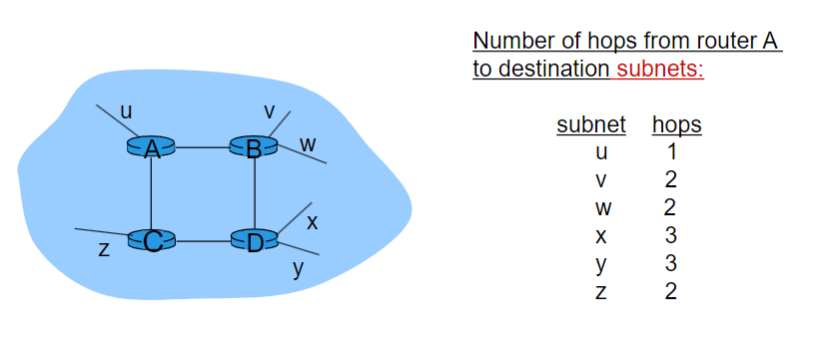 Number of hops from router A
to destination subnets:
u
v
A
B
w
subnet hops
u 1
v 2
w 2
x 3
y 3
z 2
x
z
C
D
y